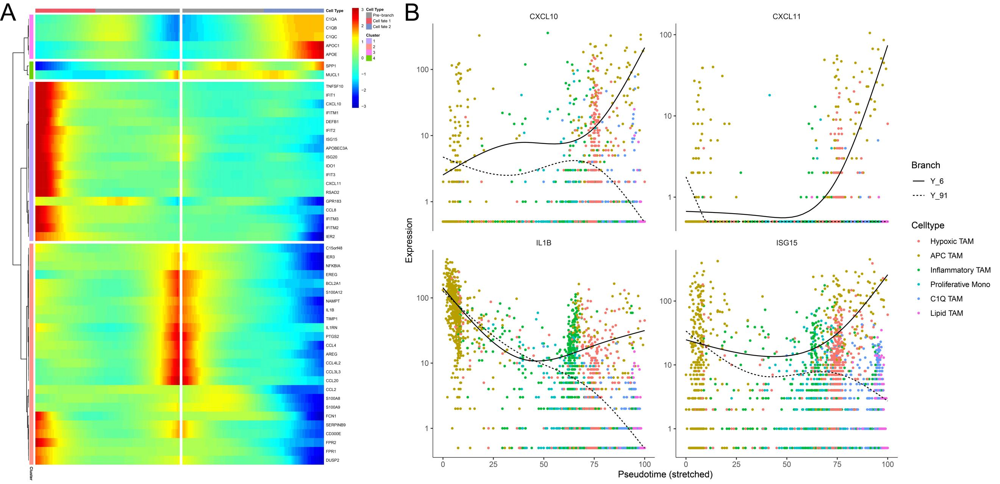 A
Cell Type
C1QA
C1QB
C1QC
APOC1
APOE
SPP1
MUCL1
TNFSF10
IFIT1
CXCL10
IFITM1
DEFB1
IFIT2
ISG15
APOBEC3A
ISG20
IDO1
IFIT3
CXCL11
RSAD2
GPR183
CCL8
IFITM3
IFITM2
IER2
C15orf48
IER3
NFKBIA
EREG
BCL2A1
S100A12
NAMPT
IL1B
TIMP1
IL1RN
PTGS2
CCL4
AREG
CCL4L2
CCL3L3
CCL20
CCL2
S100A8
S100A9
FCN1
SERPINB9
CD300E
FPR2
FPR1
DUSP2
Cluster
3
2
1
0
−1
−2
−3
Cell Type
Pre−branch
Cell fate 1
Cell fate 2
Cluster
1
2
3
4
B
CXCL10
100
10
1
CXCL11
100
10
1
IL1B
100
10
1
0 25 50 75 100
ISG15
100
10
1
0 25 50 75 100
Expression
Pseudotime (stretched)
Branch
Y_6
Y_91
Celltype
Hypoxic TAM
APC TAM
Inflammatory TAM
Proliferative Mono
C1Q TAM
Lipid TAM